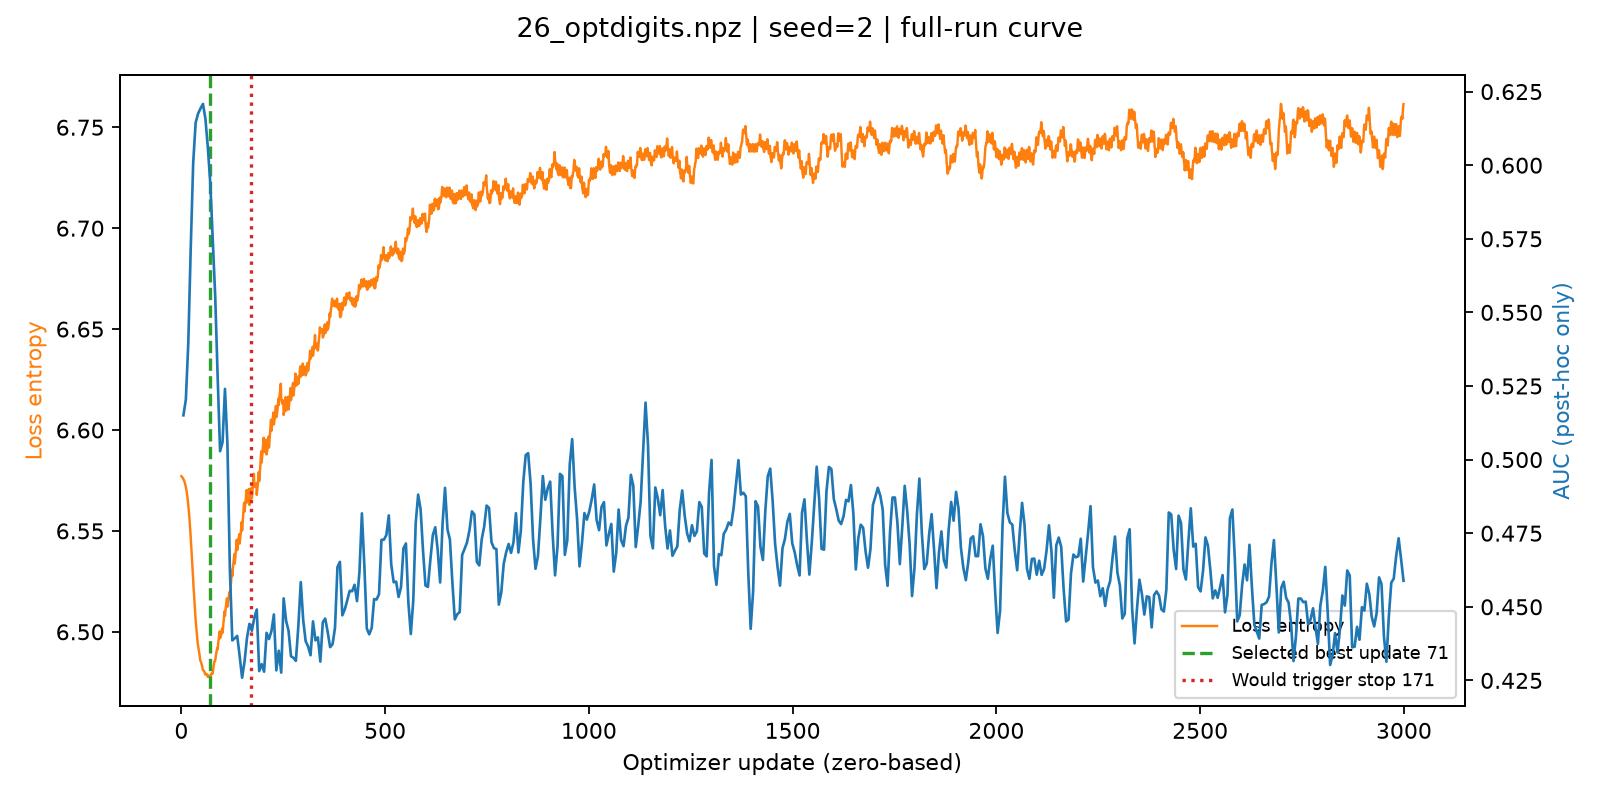 26_optdigits.npz | seed=2 | full-run curve
6.75
6.70
6.65
6.60
6.55
6.50
Loss entropy
0.625
0.600
0.575
0.550
0.525
0.500
0.475
0.450
0.425
AUC (post-hoc only)
Loss entropy
Selected best update 71
Would trigger stop 171
0 500 1000 1500 2000 2500 3000
Optimizer update (zero-based)